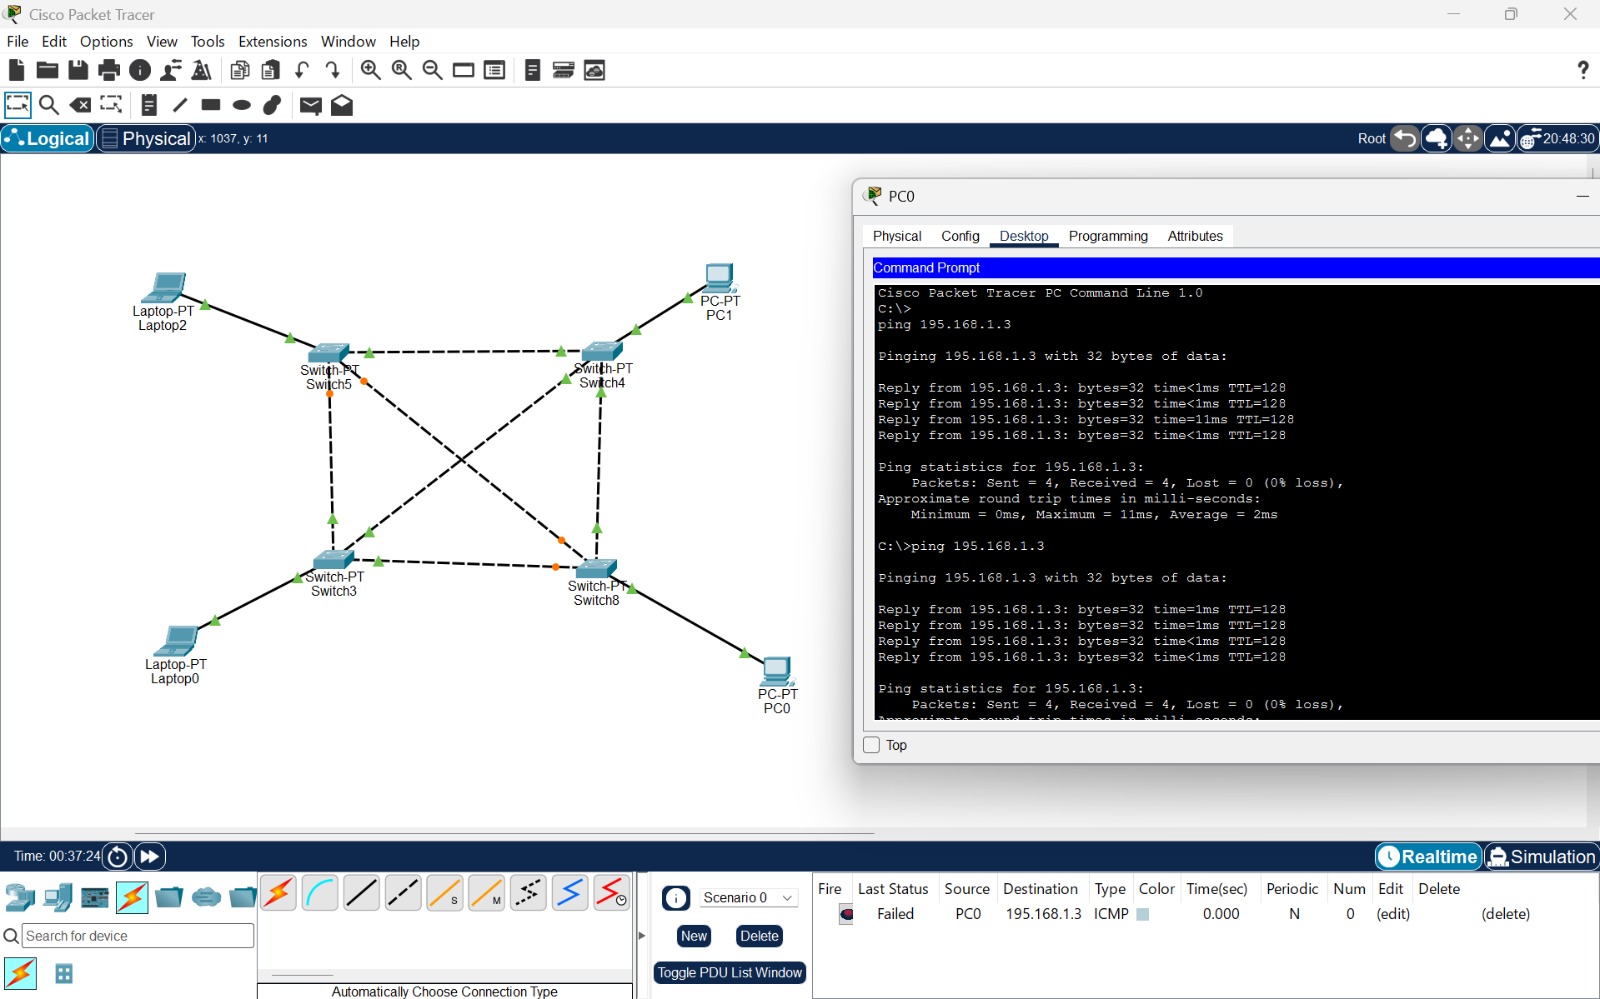 Cisco Packet Tracer
File Edit Options View Tools Extensions Window Help
?
Logical Physical x: 1037, y: 11 Root 20:48:30
PC0
Physical Config Desktop Programming Attributes
Command Prompt
Cisco Packet Tracer PC Command Line 1.0
C:\>
ping 195.168.1.3
Pinging 195.168.1.3 with 32 bytes of data:
Reply from 195.168.1.3: bytes=32 time<1ms TTL=128
Reply from 195.168.1.3: bytes=32 time<1ms TTL=128
Reply from 195.168.1.3: bytes=32 time=11ms TTL=128
Reply from 195.168.1.3: bytes=32 time<1ms TTL=128
Ping statistics for 195.168.1.3:
Packets: Sent = 4, Received = 4, Lost = 0 (0% loss),
Approximate round trip times in milli-seconds:
Minimum = 0ms, Maximum = 11ms, Average = 2ms
C:\>ping 195.168.1.3
Pinging 195.168.1.3 with 32 bytes of data:
Reply from 195.168.1.3: bytes=32 time=1ms TTL=128
Reply from 195.168.1.3: bytes=32 time=1ms TTL=128
Reply from 195.168.1.3: bytes=32 time<1ms TTL=128
Reply from 195.168.1.3: bytes=32 time<1ms TTL=128
Ping statistics for 195.168.1.3:
Packets: Sent = 4, Received = 4, Lost = 0 (0% loss),
Approximate round trip times in milli-seconds:
Top
Laptop-PT
Laptop2
PC-PT
PC1
Switch-PT
Switch5
Switch-PT
Switch4
Switch-PT
Switch3
Switch-PT
Switch8
Laptop-PT
Laptop0
PC-PT
PC0
Time: 00:37:24 Realtime Simulation
S M
Search for device
Automatically Choose Connection Type
Scenario 0
New Delete
Toggle PDU List Window
Fire Last Status Source Destination Type Color Time(sec) Periodic Num Edit Delete
Failed PC0 195.168.1.3 ICMP 0.000 N 0 (edit) (delete)